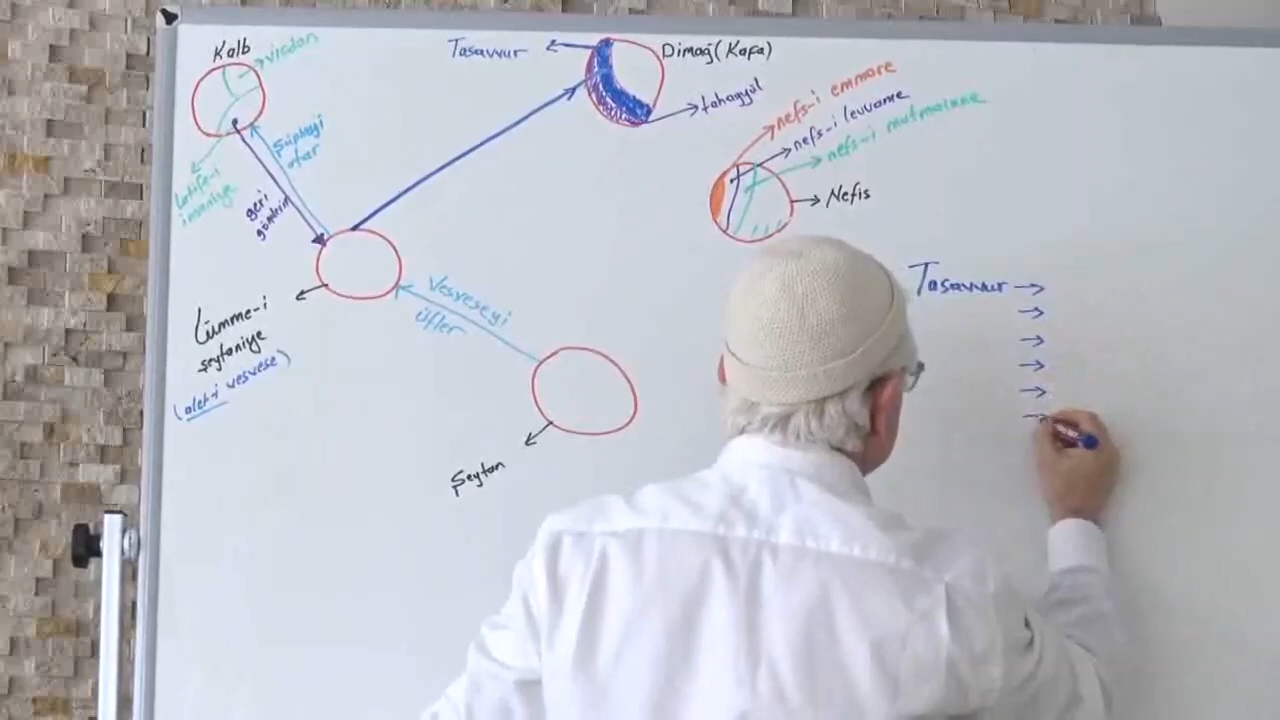 Kalb
vicdan
Latife-i
insaniye
Şüpheyi
atar
geri
gönderir
Lümme-i
şeytaniye
(alet-i vesvese)
Vesveseyi
üfler
Şeytan
Tasavvur
Dimağ (Kafa)
tahayyül
nefs-i emmare
nefs-i levvame
nefs-i mutmainne
Nefis
Tasavvur →
→
→
→
→
→